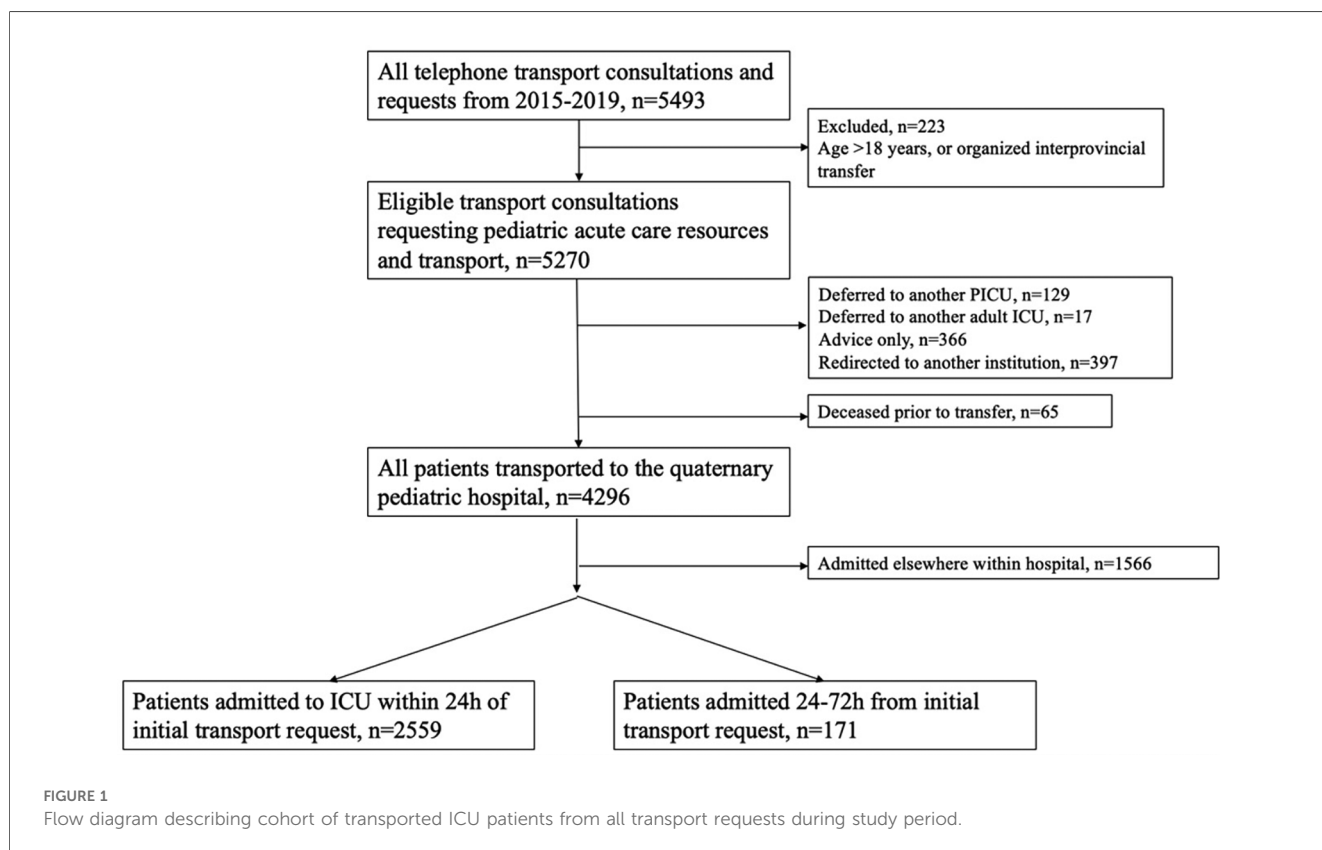 All telephone transport consultations and
requests from 2015-2019, n=5493
Excluded, n=223
Age >18 years, or organized interprovincial
transfer
Eligible transport consultations
requesting pediatric acute care resources
and transport, n=5270
Deferred to another PICU, n=129
Deferred to another adult ICU, n=17
Advice only, n=366
Redirected to another institution, n=397
Deceased prior to transfer, n=65
All patients transported to the quaternary
pediatric hospital, n=4296
Admitted elsewhere within hospital, n=1566
Patients admitted to ICU within 24h of
initial transport request, n=2559
Patients admitted 24-72h from initial
transport request, n=171
FIGURE 1
Flow diagram describing cohort of transported ICU patients from all transport requests during study period.